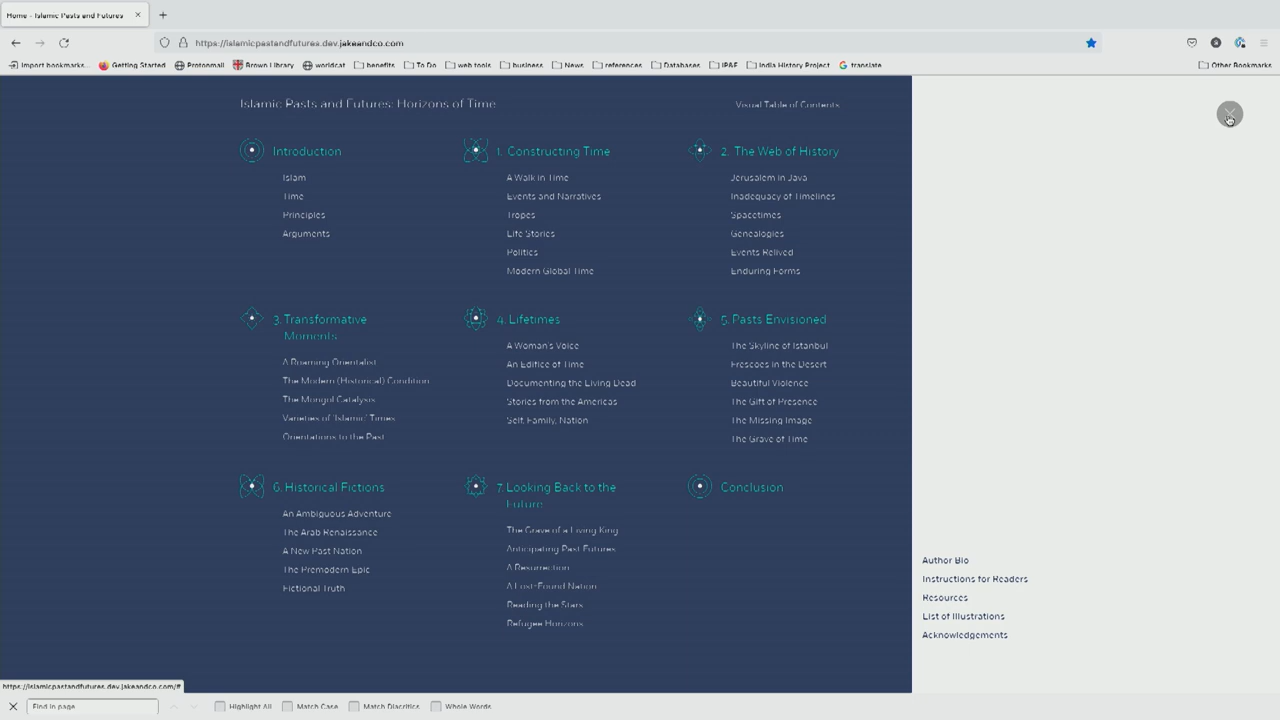 Home - Islamic Pasts and Futures
https://islamicpastandfutures.dev.jakeandco.com
Import bookmarks...
Getting Started
Protonmail
Brown Library
worldcat
benefits
To Do
web tools
business
News
references
Databases
IP&F
India History Project
translate
Other Bookmarks
Islamic Pasts and Futures: Horizons of Time
Visual Table of Contents
Introduction
Islam
Time
Principles
Arguments
1. Constructing Time
A Walk in Time
Events and Narratives
Tropes
Life Stories
Politics
Modern Global Time
2. The Web of History
Jerusalem in Java
Inadequacy of Timelines
Spacetimes
Genealogies
Events Relived
Enduring Forms
3. Transformative
Moments
A Roaming Orientalist
The Modern (Historical) Condition
The Mongol Catalysis
Varieties of 'Islamic' Times
Orientations to the Past
4. Lifetimes
A Woman's Voice
An Edifice of Time
Documenting the Living Dead
Stories from the Americas
Self, Family, Nation
5. Pasts Envisioned
The Skyline of Istanbul
Frescoes in the Desert
Beautiful Violence
The Gift of Presence
The Missing Image
The Grave of Time
6. Historical Fictions
An Ambiguous Adventure
The Arab Renaissance
A New Past Nation
The Premodern Epic
Fictional Truth
7. Looking Back to the
Future
The Grave of a Living King
Anticipating Past Futures
A Resurrection
A Lost-Found Nation
Reading the Stars
Refugee Horizons
Conclusion
Author Bio
Instructions for Readers
Resources
List of Illustrations
Acknowledgements
https://islamicpastandfutures.dev.jakeandco.com/#
Find in page
Highlight All
Match Case
Match Diacritics
Whole Words